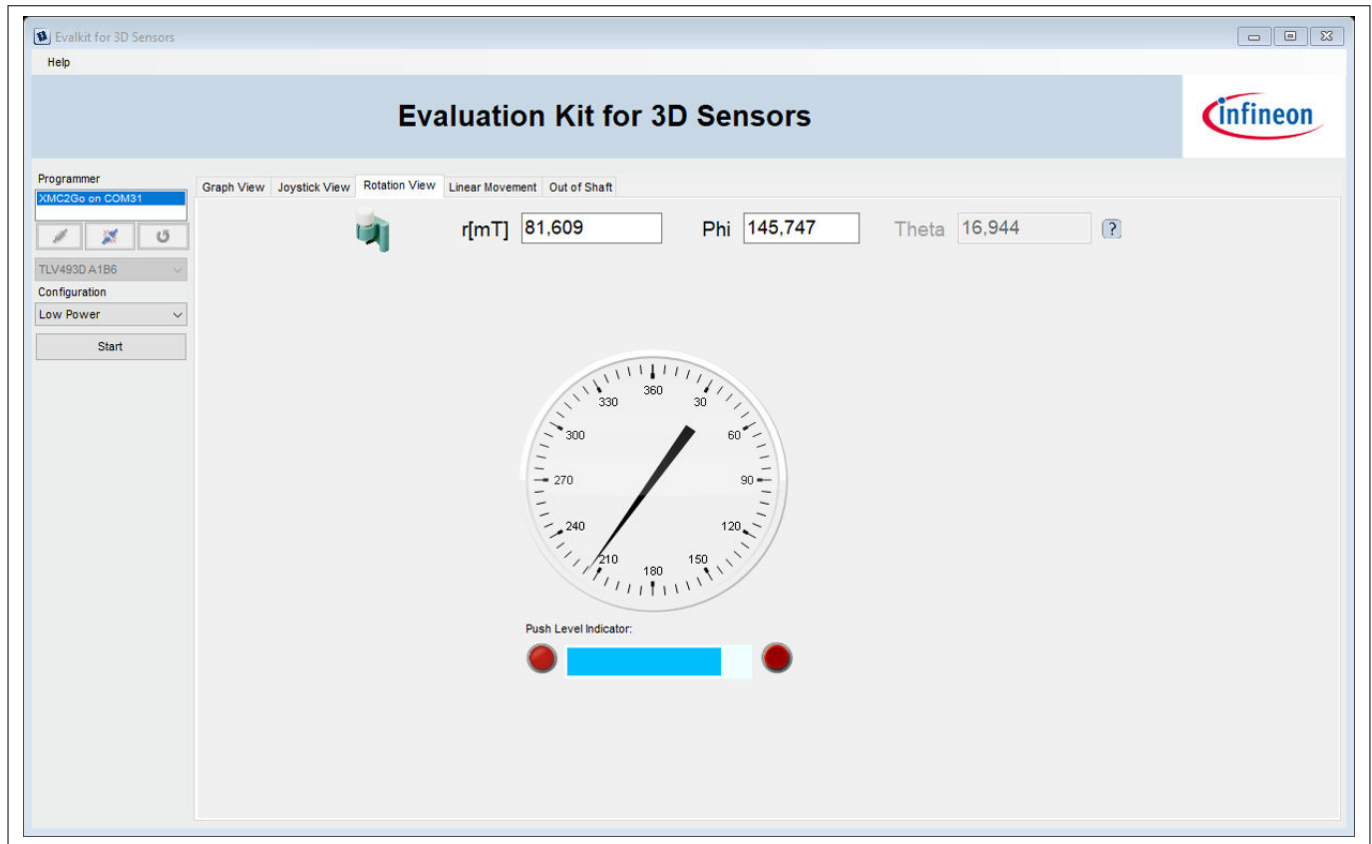 Evalkit for 3D Sensors
Help
Evaluation Kit for 3D Sensors
infineon
Programmer
XMC2Go on COM31
TLV493D A1B6
Configuration
Low Power
Start
Graph View Joystick View Rotation View Linear Movement Out of Shaft
r[mT] 81,609 Phi 145,747 Theta 16,944 ?
360
330 30
300 60
270 90
240 120
210 150
180
Push Level Indicator: